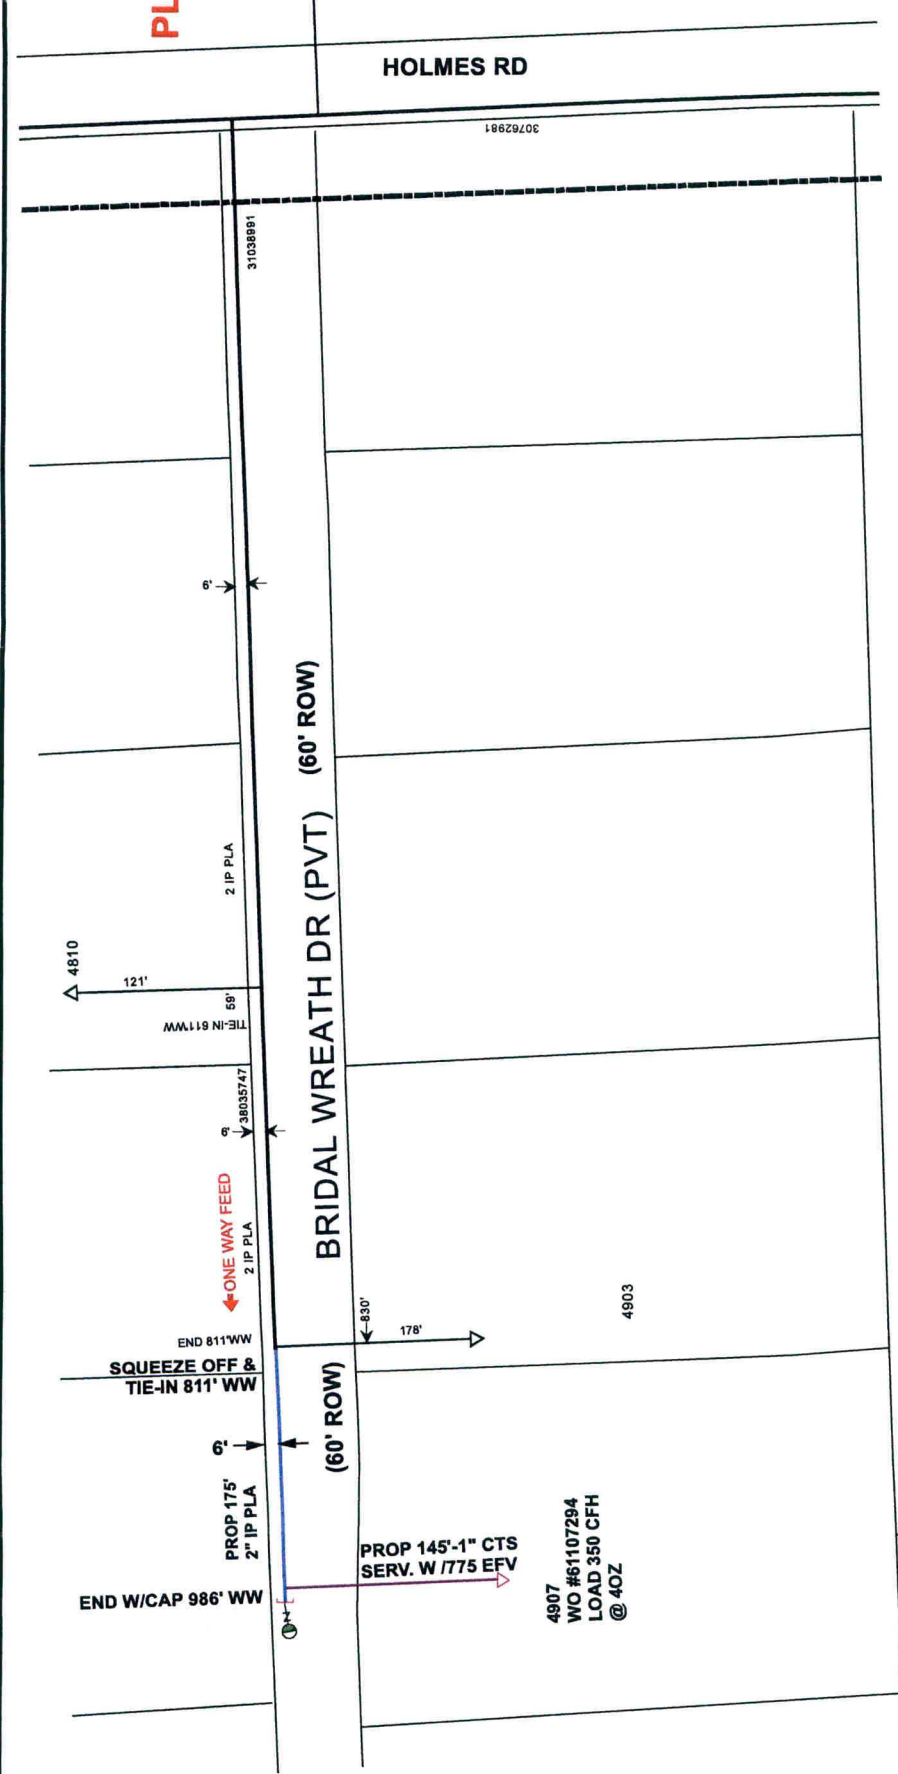 PL
HOLMES RD
30762981
31038991
6'
(60' ROW)
2 IP PLA
4810
121'
59'
TIE-IN 611'WW
BRIDAL WREATH DR (PVT)
38035747
6'
ONE WAY FEED
2 IP PLA
END 811'WW
830'
178'
4903
SQUEEZE OFF &
TIE-IN 811' WW
(60' ROW)
6'
PROP 175'
2" IP PLA
PROP 145'-1" CTS
SERV. W /775 EFV
END W/CAP 986' WW
4907
WO #61107294
LOAD 350 CFH
@ 4OZ
N